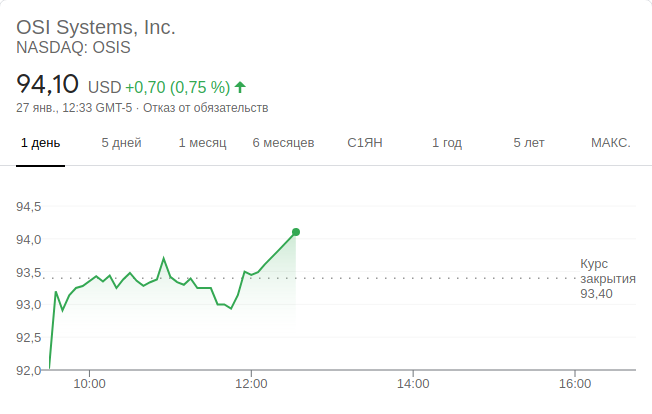 OSI Systems, Inc.
NASDAQ: OSIS
94,10 USD +0,70 (0,75 %)
27 янв., 12:33 GMT-5 · Отказ от обязательств
1 день 5 дней 1 месяц 6 месяцев С1ЯН 1 год 5 лет МАКС.
94,5
94,0
93,5
93,0
92,5
92,0
Курс
закрытия
93,40
10:00 12:00 14:00 16:00